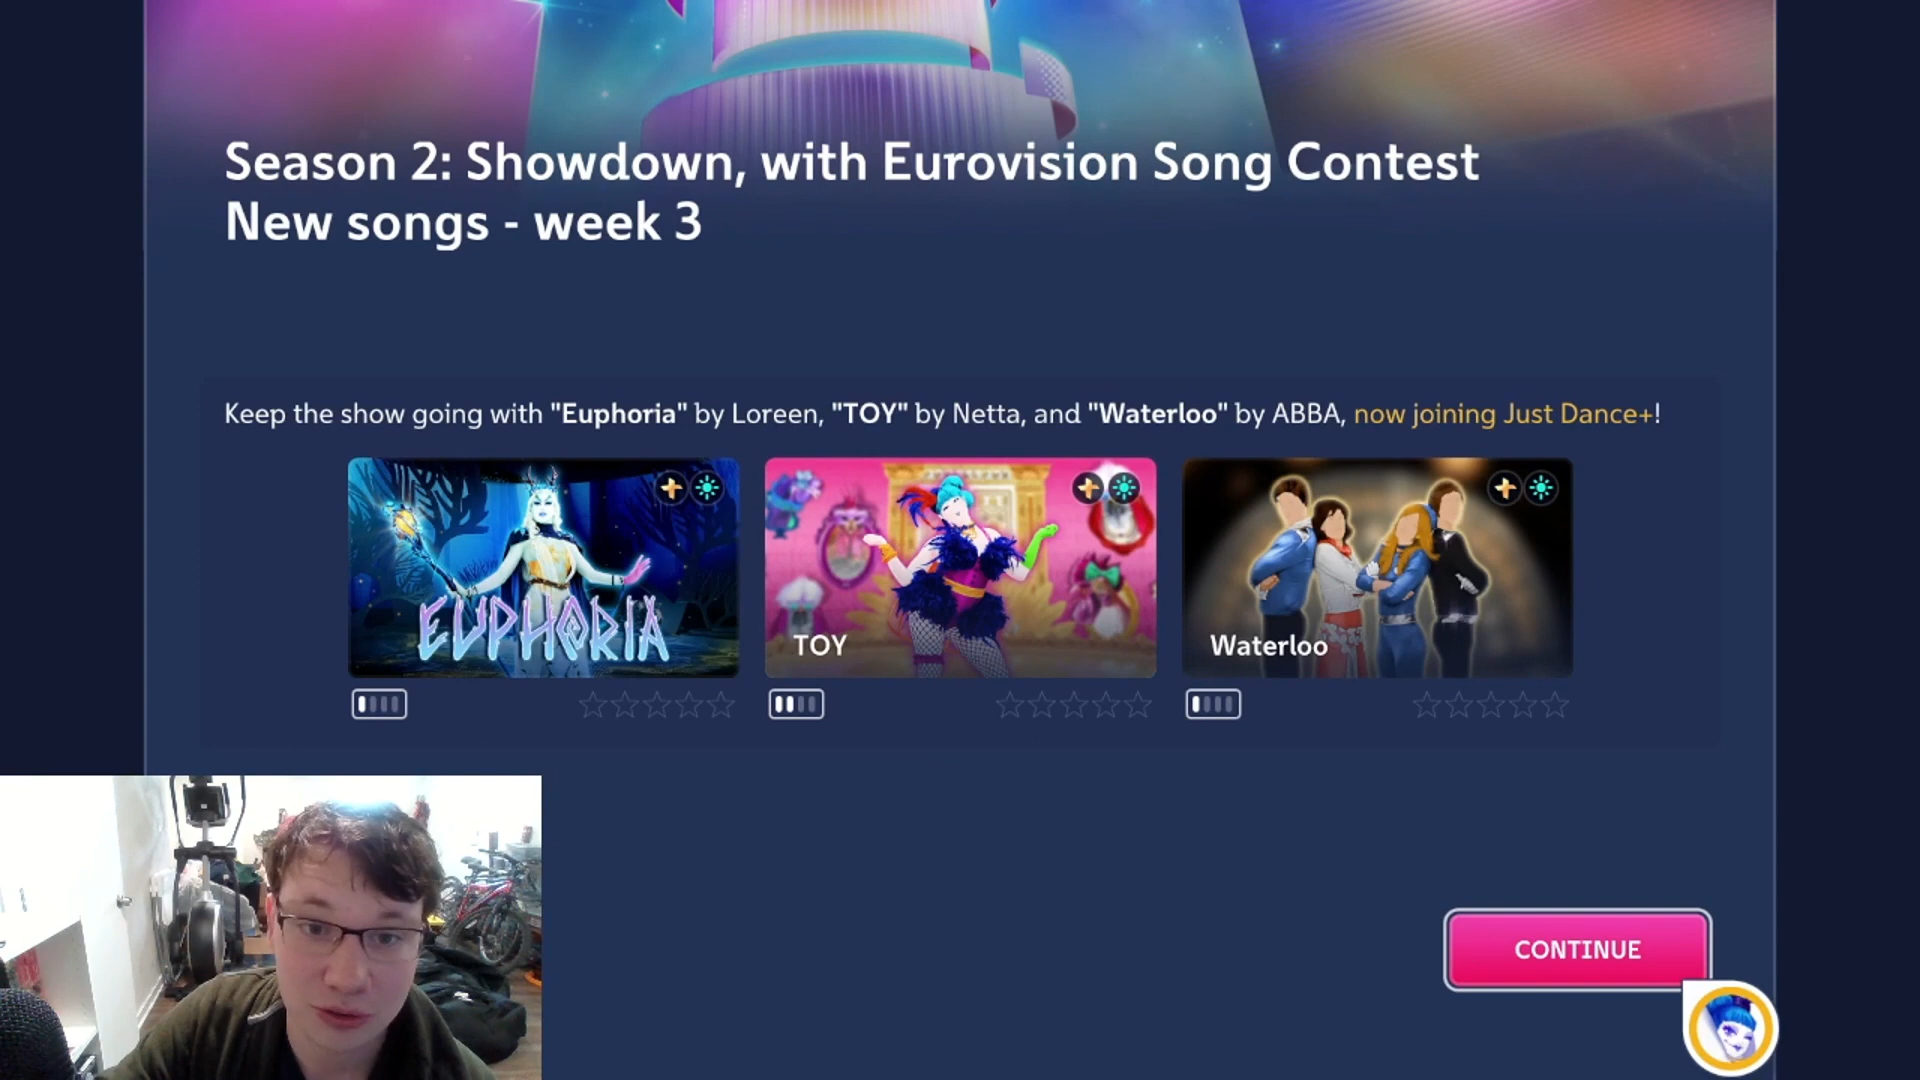 Season 2: Showdown, with Eurovision Song Contest
New songs - week 3
Keep the show going with "Euphoria" by Loreen, "TOY" by Netta, and "Waterloo" by ABBA, now joining Just Dance+!
EUPHORIA
TOY
Waterloo
CONTINUE